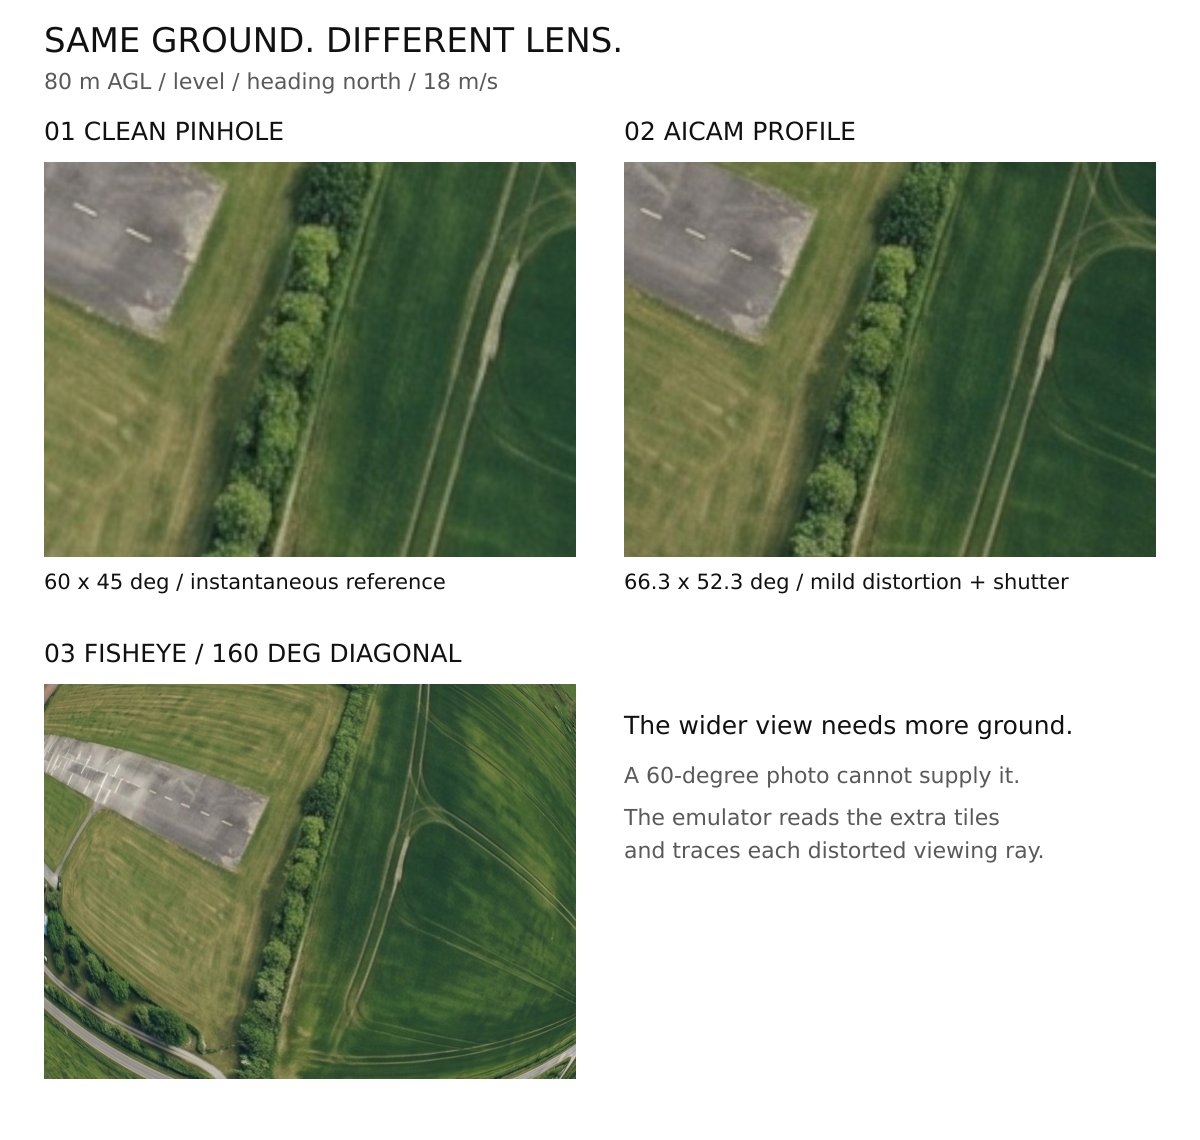 SAME GROUND. DIFFERENT LENS.
80 m AGL / level / heading north / 18 m/s
01 CLEAN PINHOLE
02 AICAM PROFILE
60 x 45 deg / instantaneous reference
66.3 x 52.3 deg / mild distortion + shutter
03 FISHEYE / 160 DEG DIAGONAL
The wider view needs more ground.
A 60-degree photo cannot supply it.
The emulator reads the extra tiles
and traces each distorted viewing ray.